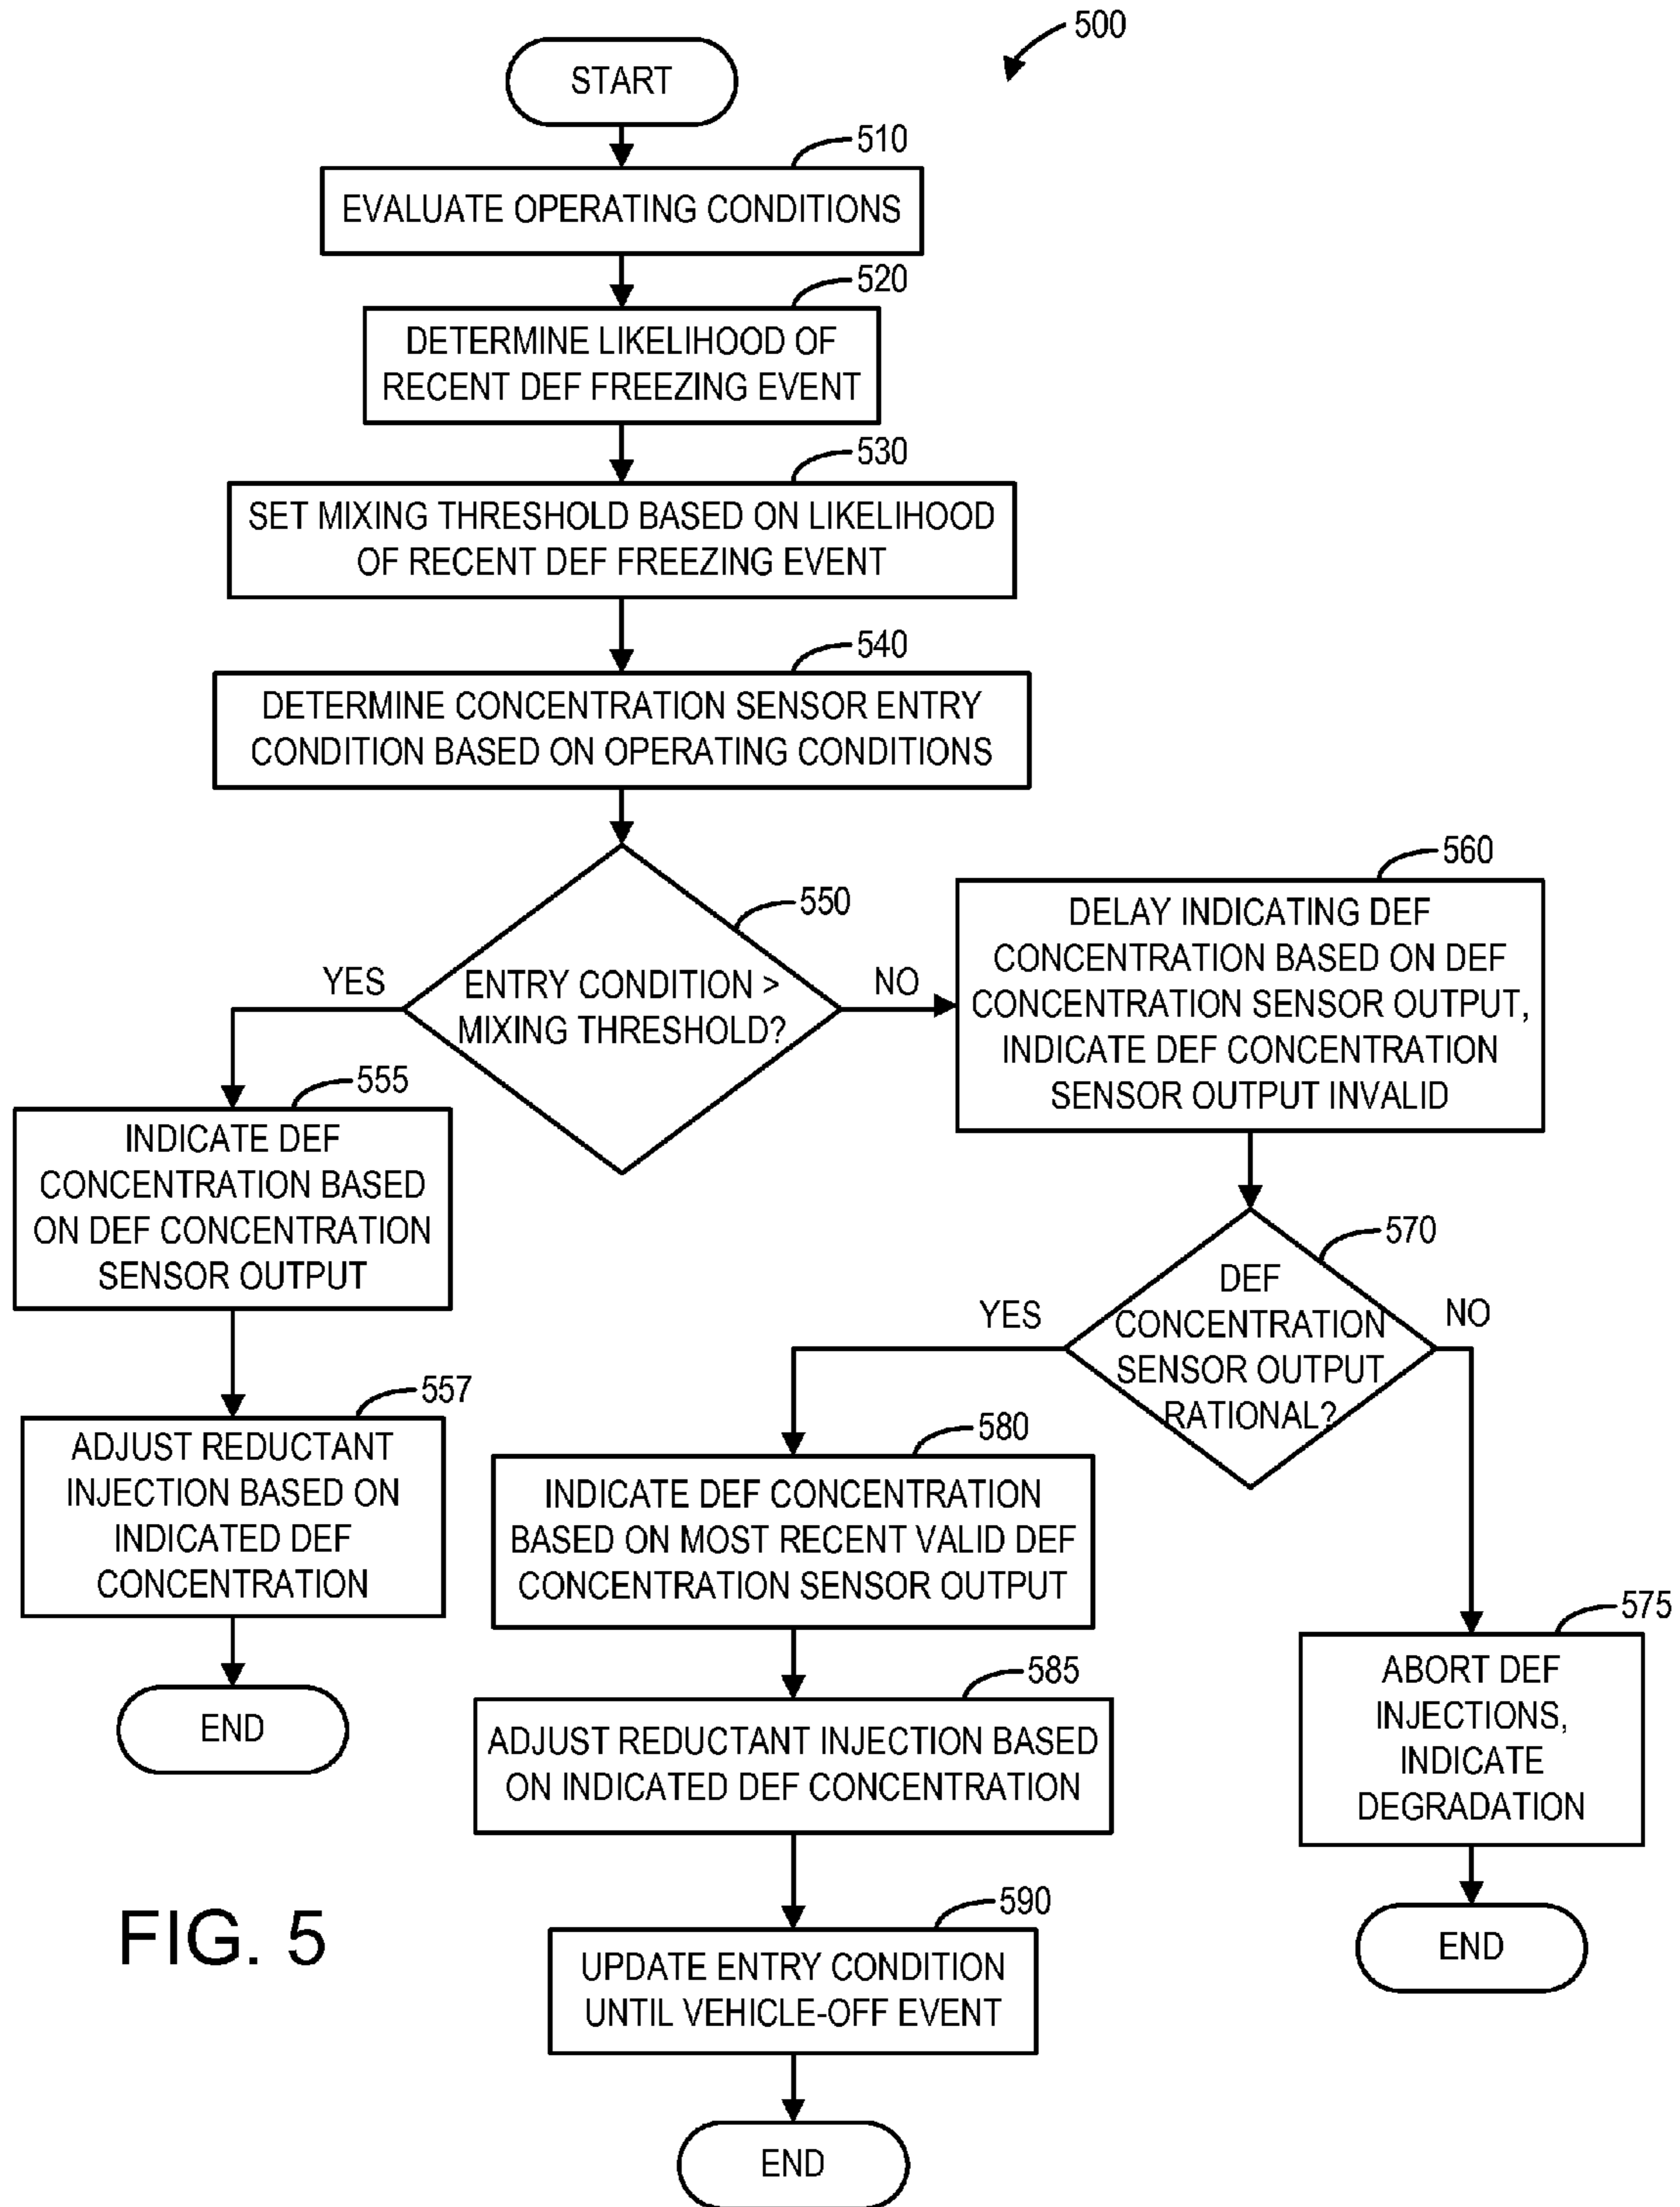 500
START
510
EVALUATE OPERATING CONDITIONS
520
DETERMINE LIKELIHOOD OF
RECENT DEF FREEZING EVENT
530
SET MIXING THRESHOLD BASED ON LIKELIHOOD
OF RECENT DEF FREEZING EVENT
540
DETERMINE CONCENTRATION SENSOR ENTRY
CONDITION BASED ON OPERATING CONDITIONS
550
ENTRY CONDITION >
MIXING THRESHOLD?
YES
NO
555
INDICATE DEF
CONCENTRATION BASED
ON DEF CONCENTRATION
SENSOR OUTPUT
557
ADJUST REDUCTANT
INJECTION BASED ON
INDICATED DEF
CONCENTRATION
END
560
DELAY INDICATING DEF
CONCENTRATION BASED ON DEF
CONCENTRATION SENSOR OUTPUT,
INDICATE DEF CONCENTRATION
SENSOR OUTPUT INVALID
570
DEF
CONCENTRATION
SENSOR OUTPUT
RATIONAL?
YES
NO
580
INDICATE DEF CONCENTRATION
BASED ON MOST RECENT VALID DEF
CONCENTRATION SENSOR OUTPUT
585
ADJUST REDUCTANT INJECTION BASED
ON INDICATED DEF CONCENTRATION
590
UPDATE ENTRY CONDITION
UNTIL VEHICLE-OFF EVENT
END
575
ABORT DEF
INJECTIONS,
INDICATE
DEGRADATION
END
FIG. 5